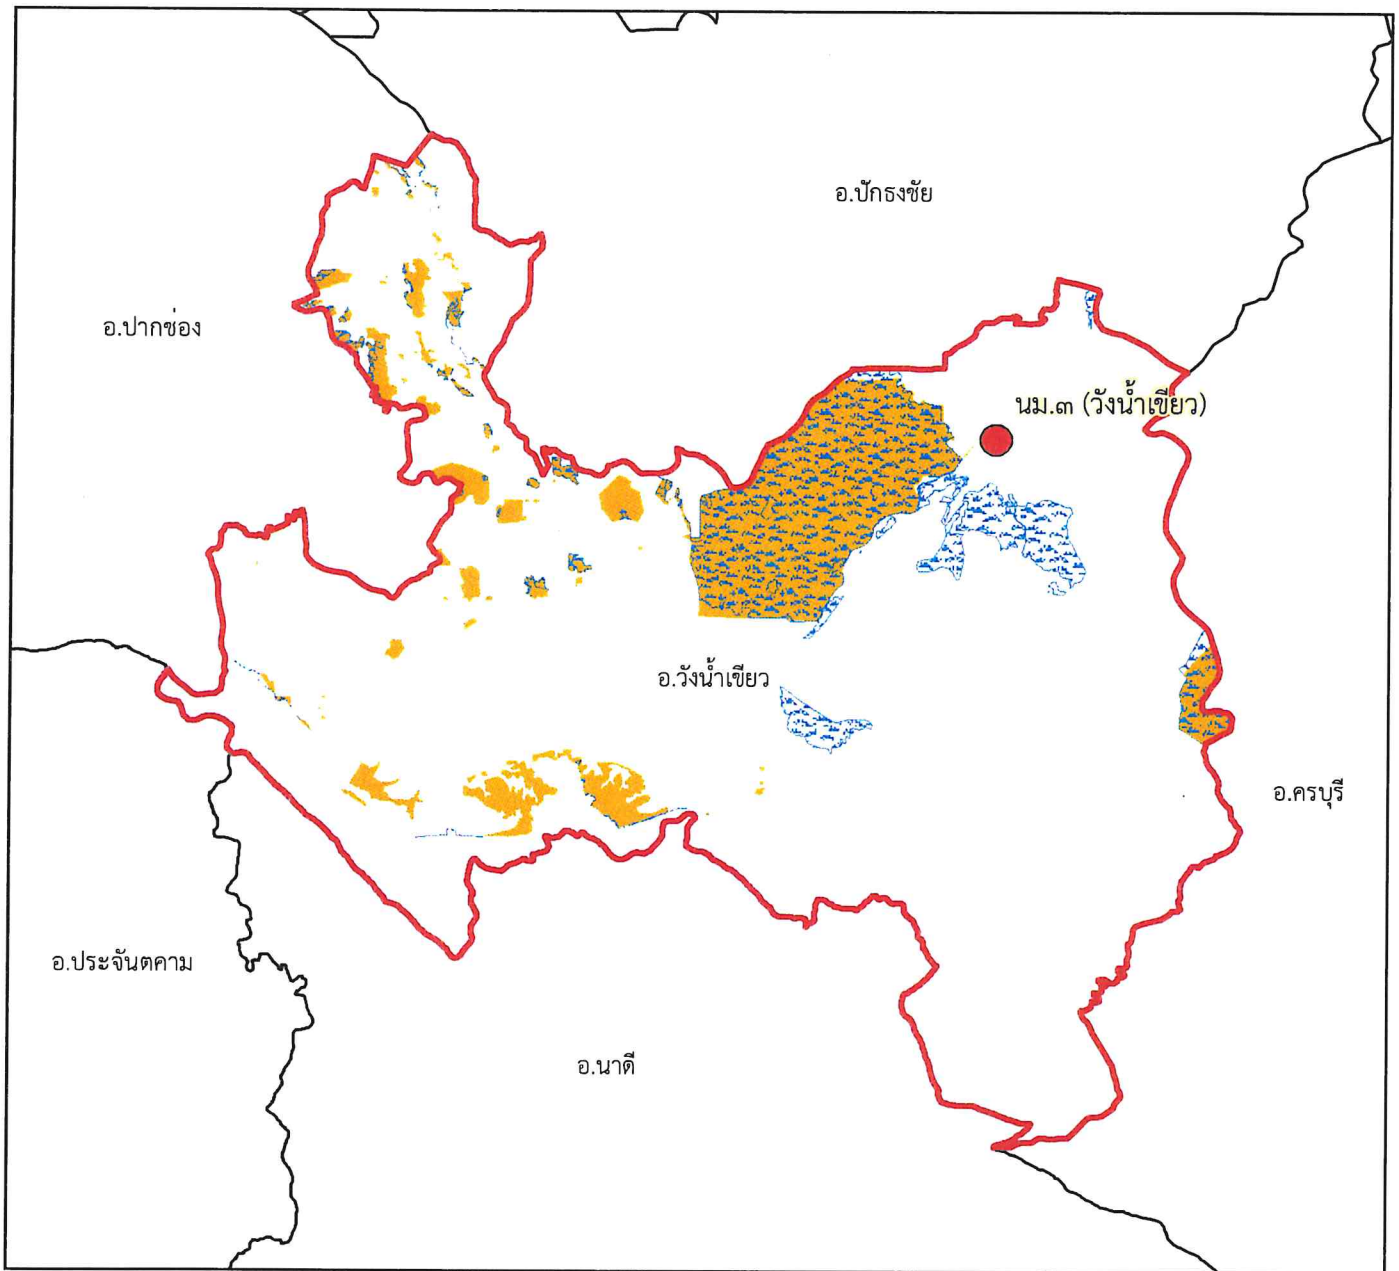 อ.ปักธงชัย
อ.ปากช่อง
นม.๓ (วังน้ำเขียว)
อ.วังน้ำเขียว
อ.ครบุรี
อ.ประจันตคาม
อ.นาดี